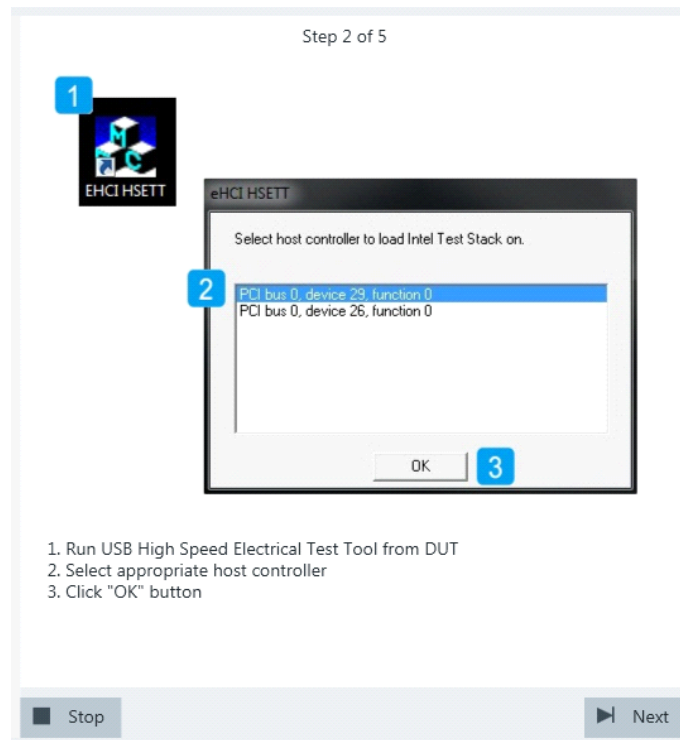 Step 2 of 5
1
M
C
EHCI HSETT
eHCI HSETT
Select host controller to load Intel Test Stack on.
2
PCI bus 0, device 29, function 0
PCI bus 0, device 26, function 0
OK
3
1. Run USB High Speed Electrical Test Tool from DUT
2. Select appropriate host controller
3. Click "OK" button
Stop
Next